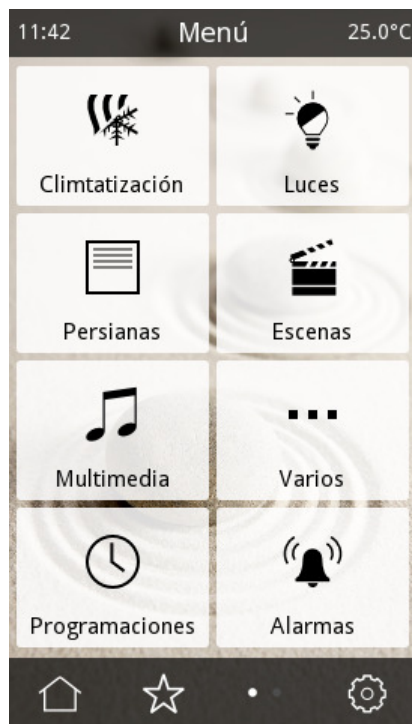 11:42 Menú 25.0°C
Climtatización Luces
Persianas Escenas
Multimedia Varios
Programaciones Alarmas